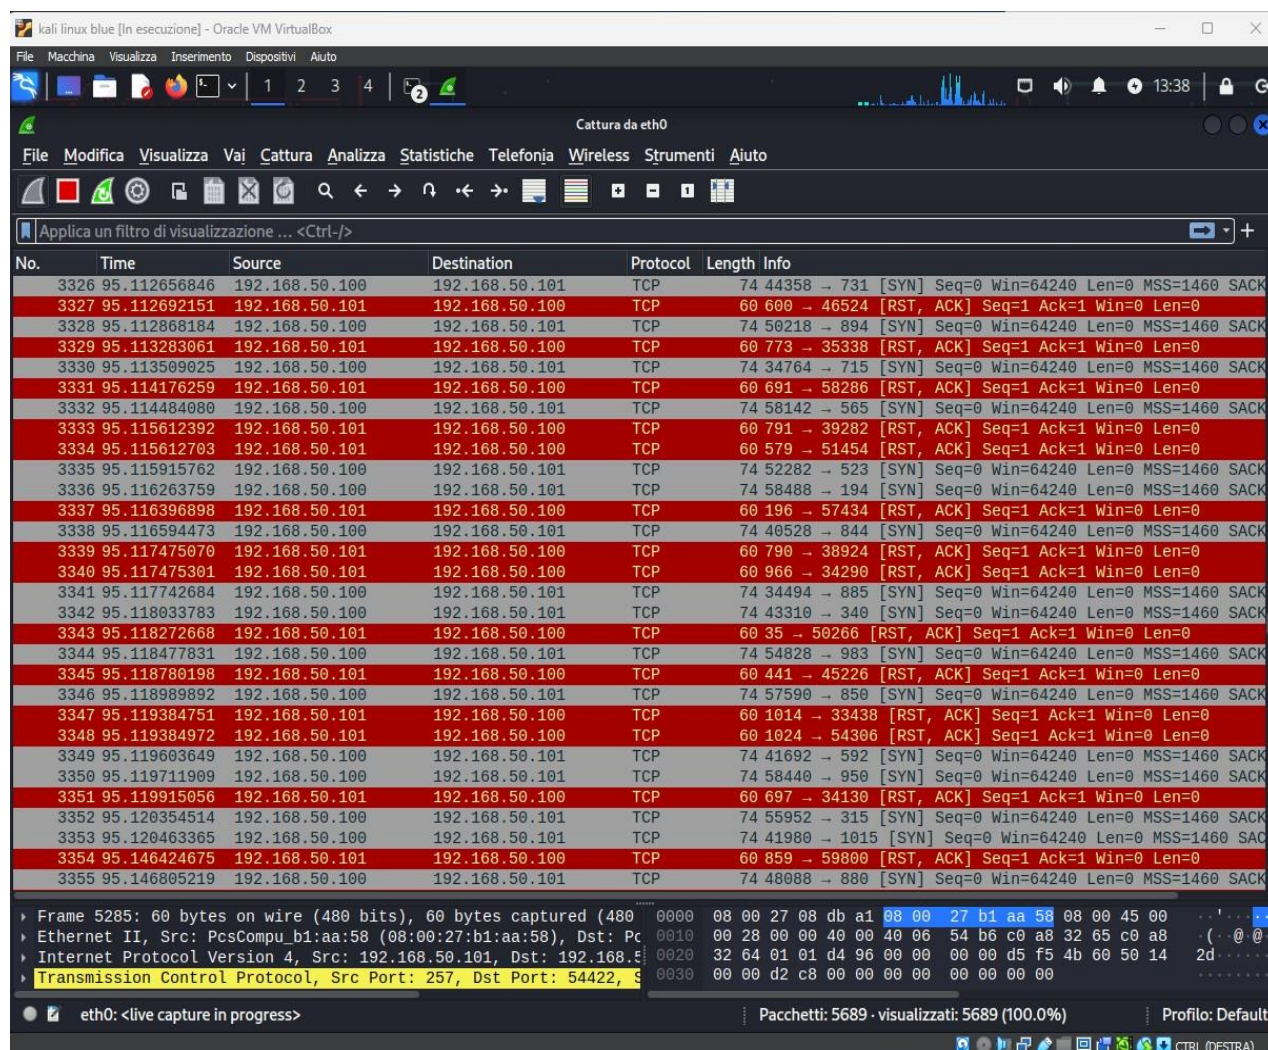 kali linux blue [In esecuzione] - Oracle VM VirtualBox
File Macchina Visualizza Inserimento Dispositivi Aiuto
1 2 3 4 2 13:38
Cattura da eth0
File Modifica Visualizza Vai Cattura Analizza Statistiche Telefonia Wireless Strumenti Aiuto
Applica un filtro di visualizzazione … <Ctrl-/>
No. Time Source Destination Protocol Length Info
3326 95.112656846 192.168.50.100 192.168.50.101 TCP 74 44358 → 731 [SYN] Seq=0 Win=64240 Len=0 MSS=1460 SACK
3327 95.112692151 192.168.50.101 192.168.50.100 TCP 60 600 → 46524 [RST, ACK] Seq=1 Ack=1 Win=0 Len=0
3328 95.112868184 192.168.50.100 192.168.50.101 TCP 74 50218 → 894 [SYN] Seq=0 Win=64240 Len=0 MSS=1460 SACK
3329 95.113283061 192.168.50.101 192.168.50.100 TCP 60 773 → 35338 [RST, ACK] Seq=1 Ack=1 Win=0 Len=0
3330 95.113509025 192.168.50.100 192.168.50.101 TCP 74 34764 → 715 [SYN] Seq=0 Win=64240 Len=0 MSS=1460 SACK
3331 95.114176259 192.168.50.101 192.168.50.100 TCP 60 691 → 58286 [RST, ACK] Seq=1 Ack=1 Win=0 Len=0
3332 95.114484080 192.168.50.100 192.168.50.101 TCP 74 58142 → 565 [SYN] Seq=0 Win=64240 Len=0 MSS=1460 SACK
3333 95.115612392 192.168.50.101 192.168.50.100 TCP 60 791 → 39282 [RST, ACK] Seq=1 Ack=1 Win=0 Len=0
3334 95.115612703 192.168.50.101 192.168.50.100 TCP 60 579 → 51454 [RST, ACK] Seq=1 Ack=1 Win=0 Len=0
3335 95.115915762 192.168.50.100 192.168.50.101 TCP 74 52282 → 523 [SYN] Seq=0 Win=64240 Len=0 MSS=1460 SACK
3336 95.116263759 192.168.50.100 192.168.50.101 TCP 74 58488 → 194 [SYN] Seq=0 Win=64240 Len=0 MSS=1460 SACK
3337 95.116396898 192.168.50.101 192.168.50.100 TCP 60 196 → 57434 [RST, ACK] Seq=1 Ack=1 Win=0 Len=0
3338 95.116594473 192.168.50.100 192.168.50.101 TCP 74 40528 → 844 [SYN] Seq=0 Win=64240 Len=0 MSS=1460 SACK
3339 95.117475070 192.168.50.101 192.168.50.100 TCP 60 790 → 38924 [RST, ACK] Seq=1 Ack=1 Win=0 Len=0
3340 95.117475301 192.168.50.101 192.168.50.100 TCP 60 966 → 34290 [RST, ACK] Seq=1 Ack=1 Win=0 Len=0
3341 95.117742684 192.168.50.100 192.168.50.101 TCP 74 34494 → 885 [SYN] Seq=0 Win=64240 Len=0 MSS=1460 SACK
3342 95.118033783 192.168.50.100 192.168.50.101 TCP 74 43310 → 340 [SYN] Seq=0 Win=64240 Len=0 MSS=1460 SACK
3343 95.118272668 192.168.50.101 192.168.50.100 TCP 60 35 → 50266 [RST, ACK] Seq=1 Ack=1 Win=0 Len=0
3344 95.118477831 192.168.50.100 192.168.50.101 TCP 74 54828 → 983 [SYN] Seq=0 Win=64240 Len=0 MSS=1460 SACK
3345 95.118780198 192.168.50.101 192.168.50.100 TCP 60 441 → 45226 [RST, ACK] Seq=1 Ack=1 Win=0 Len=0
3346 95.118989892 192.168.50.100 192.168.50.101 TCP 74 57590 → 850 [SYN] Seq=0 Win=64240 Len=0 MSS=1460 SACK
3347 95.119384751 192.168.50.101 192.168.50.100 TCP 60 1014 → 33438 [RST, ACK] Seq=1 Ack=1 Win=0 Len=0
3348 95.119384972 192.168.50.101 192.168.50.100 TCP 60 1024 → 54306 [RST, ACK] Seq=1 Ack=1 Win=0 Len=0
3349 95.119603649 192.168.50.100 192.168.50.101 TCP 74 41692 → 592 [SYN] Seq=0 Win=64240 Len=0 MSS=1460 SACK
3350 95.119711909 192.168.50.100 192.168.50.101 TCP 74 58440 → 950 [SYN] Seq=0 Win=64240 Len=0 MSS=1460 SACK
3351 95.119915056 192.168.50.101 192.168.50.100 TCP 60 697 → 34130 [RST, ACK] Seq=1 Ack=1 Win=0 Len=0
3352 95.120354514 192.168.50.100 192.168.50.101 TCP 74 55952 → 315 [SYN] Seq=0 Win=64240 Len=0 MSS=1460 SACK
3353 95.120463365 192.168.50.100 192.168.50.101 TCP 74 41980 → 1015 [SYN] Seq=0 Win=64240 Len=0 MSS=1460 SAC
3354 95.146424675 192.168.50.101 192.168.50.100 TCP 60 859 → 59800 [RST, ACK] Seq=1 Ack=1 Win=0 Len=0
3355 95.146805219 192.168.50.100 192.168.50.101 TCP 74 48088 → 880 [SYN] Seq=0 Win=64240 Len=0 MSS=1460 SACK
Frame 5285: 60 bytes on wire (480 bits), 60 bytes captured (480 0000 08 00 27 08 db a1 08 00 27 b1 aa 58 08 00 45 00 ··'···
Ethernet II, Src: PcsCompu_b1:aa:58 (08:00:27:b1:aa:58), Dst: Pc 0010 00 28 00 00 40 00 40 06 54 b6 c0 a8 32 65 c0 a8 ·(··@·@·
Internet Protocol Version 4, Src: 192.168.50.101, Dst: 192.168.5 0020 32 64 01 01 d4 96 00 00 00 00 d5 f5 4b 60 50 14 2d······
Transmission Control Protocol, Src Port: 257, Dst Port: 54422, S 0030 00 00 d2 c8 00 00 00 00 00 00 00 00 ········
eth0: <live capture in progress> Pacchetti: 5689 · visualizzati: 5689 (100.0%) Profilo: Default
CTRL (DESTRA)